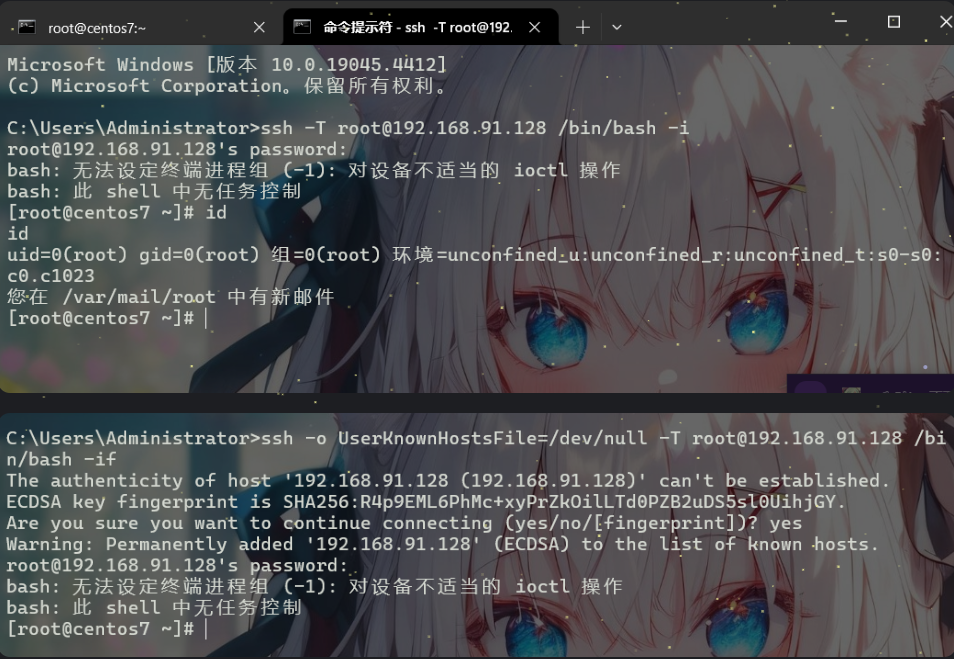 root@centos7:~
命令提示符 - ssh -T root@192.
Microsoft Windows [版本 10.0.19045.4412]
(c) Microsoft Corporation。保留所有权利。
C:\Users\Administrator>ssh -T root@192.168.91.128 /bin/bash -i
root@192.168.91.128's password:
bash: 无法设定终端进程组 (-1): 对设备不适当的 ioctl 操作
bash: 此 shell 中无任务控制
[root@centos7 ~]# id
id
uid=0(root) gid=0(root) 组=0(root) 环境=unconfined_u:unconfined_r:unconfined_t:s0-s0:
c0.c1023
您在 /var/mail/root 中有新邮件
[root@centos7 ~]#
C:\Users\Administrator>ssh -o UserKnownHostsFile=/dev/null -T root@192.168.91.128 /bi
n/bash -if
The authenticity of host '192.168.91.128 (192.168.91.128)' can't be established.
ECDSA key fingerprint is SHA256:R4p9EML6PhMc+xyPrZkOilLTd0PZB2uDS5sl0UihjGY.
Are you sure you want to continue connecting (yes/no/[fingerprint])? yes
Warning: Permanently added '192.168.91.128' (ECDSA) to the list of known hosts.
root@192.168.91.128's password:
bash: 无法设定终端进程组 (-1): 对设备不适当的 ioctl 操作
bash: 此 shell 中无任务控制
[root@centos7 ~]#